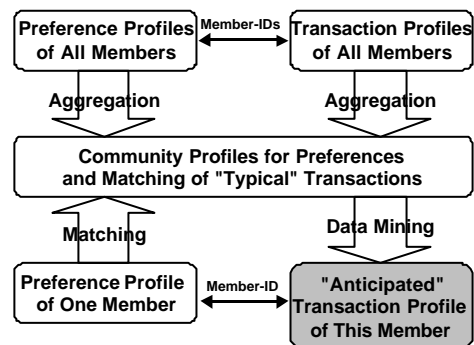 Preference Profiles
of All Members
Member-IDs
Transaction Profiles
of All Members
Aggregation
Aggregation
Community Profiles for Preferences
and Matching of "Typical" Transactions
Matching
Data Mining
Preference Profile
of One Member
Member-ID
"Anticipated"
Transaction Profile
of This Member